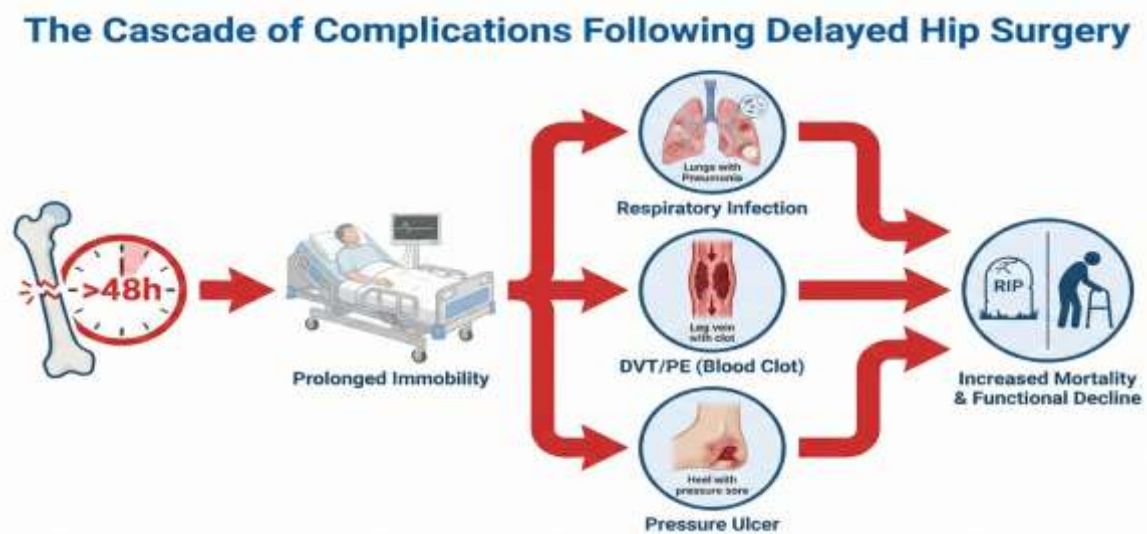 The Cascade of Complications Following Delayed Hip Surgery
>48h
Prolonged Immobility
Lungs with
Pneumonia
Respiratory Infection
Leg vein
with clot
DVT/PE (Blood Clot)
Heel with
pressure sore
Pressure Ulcer
RIP
Increased Mortality
& Functional Decline